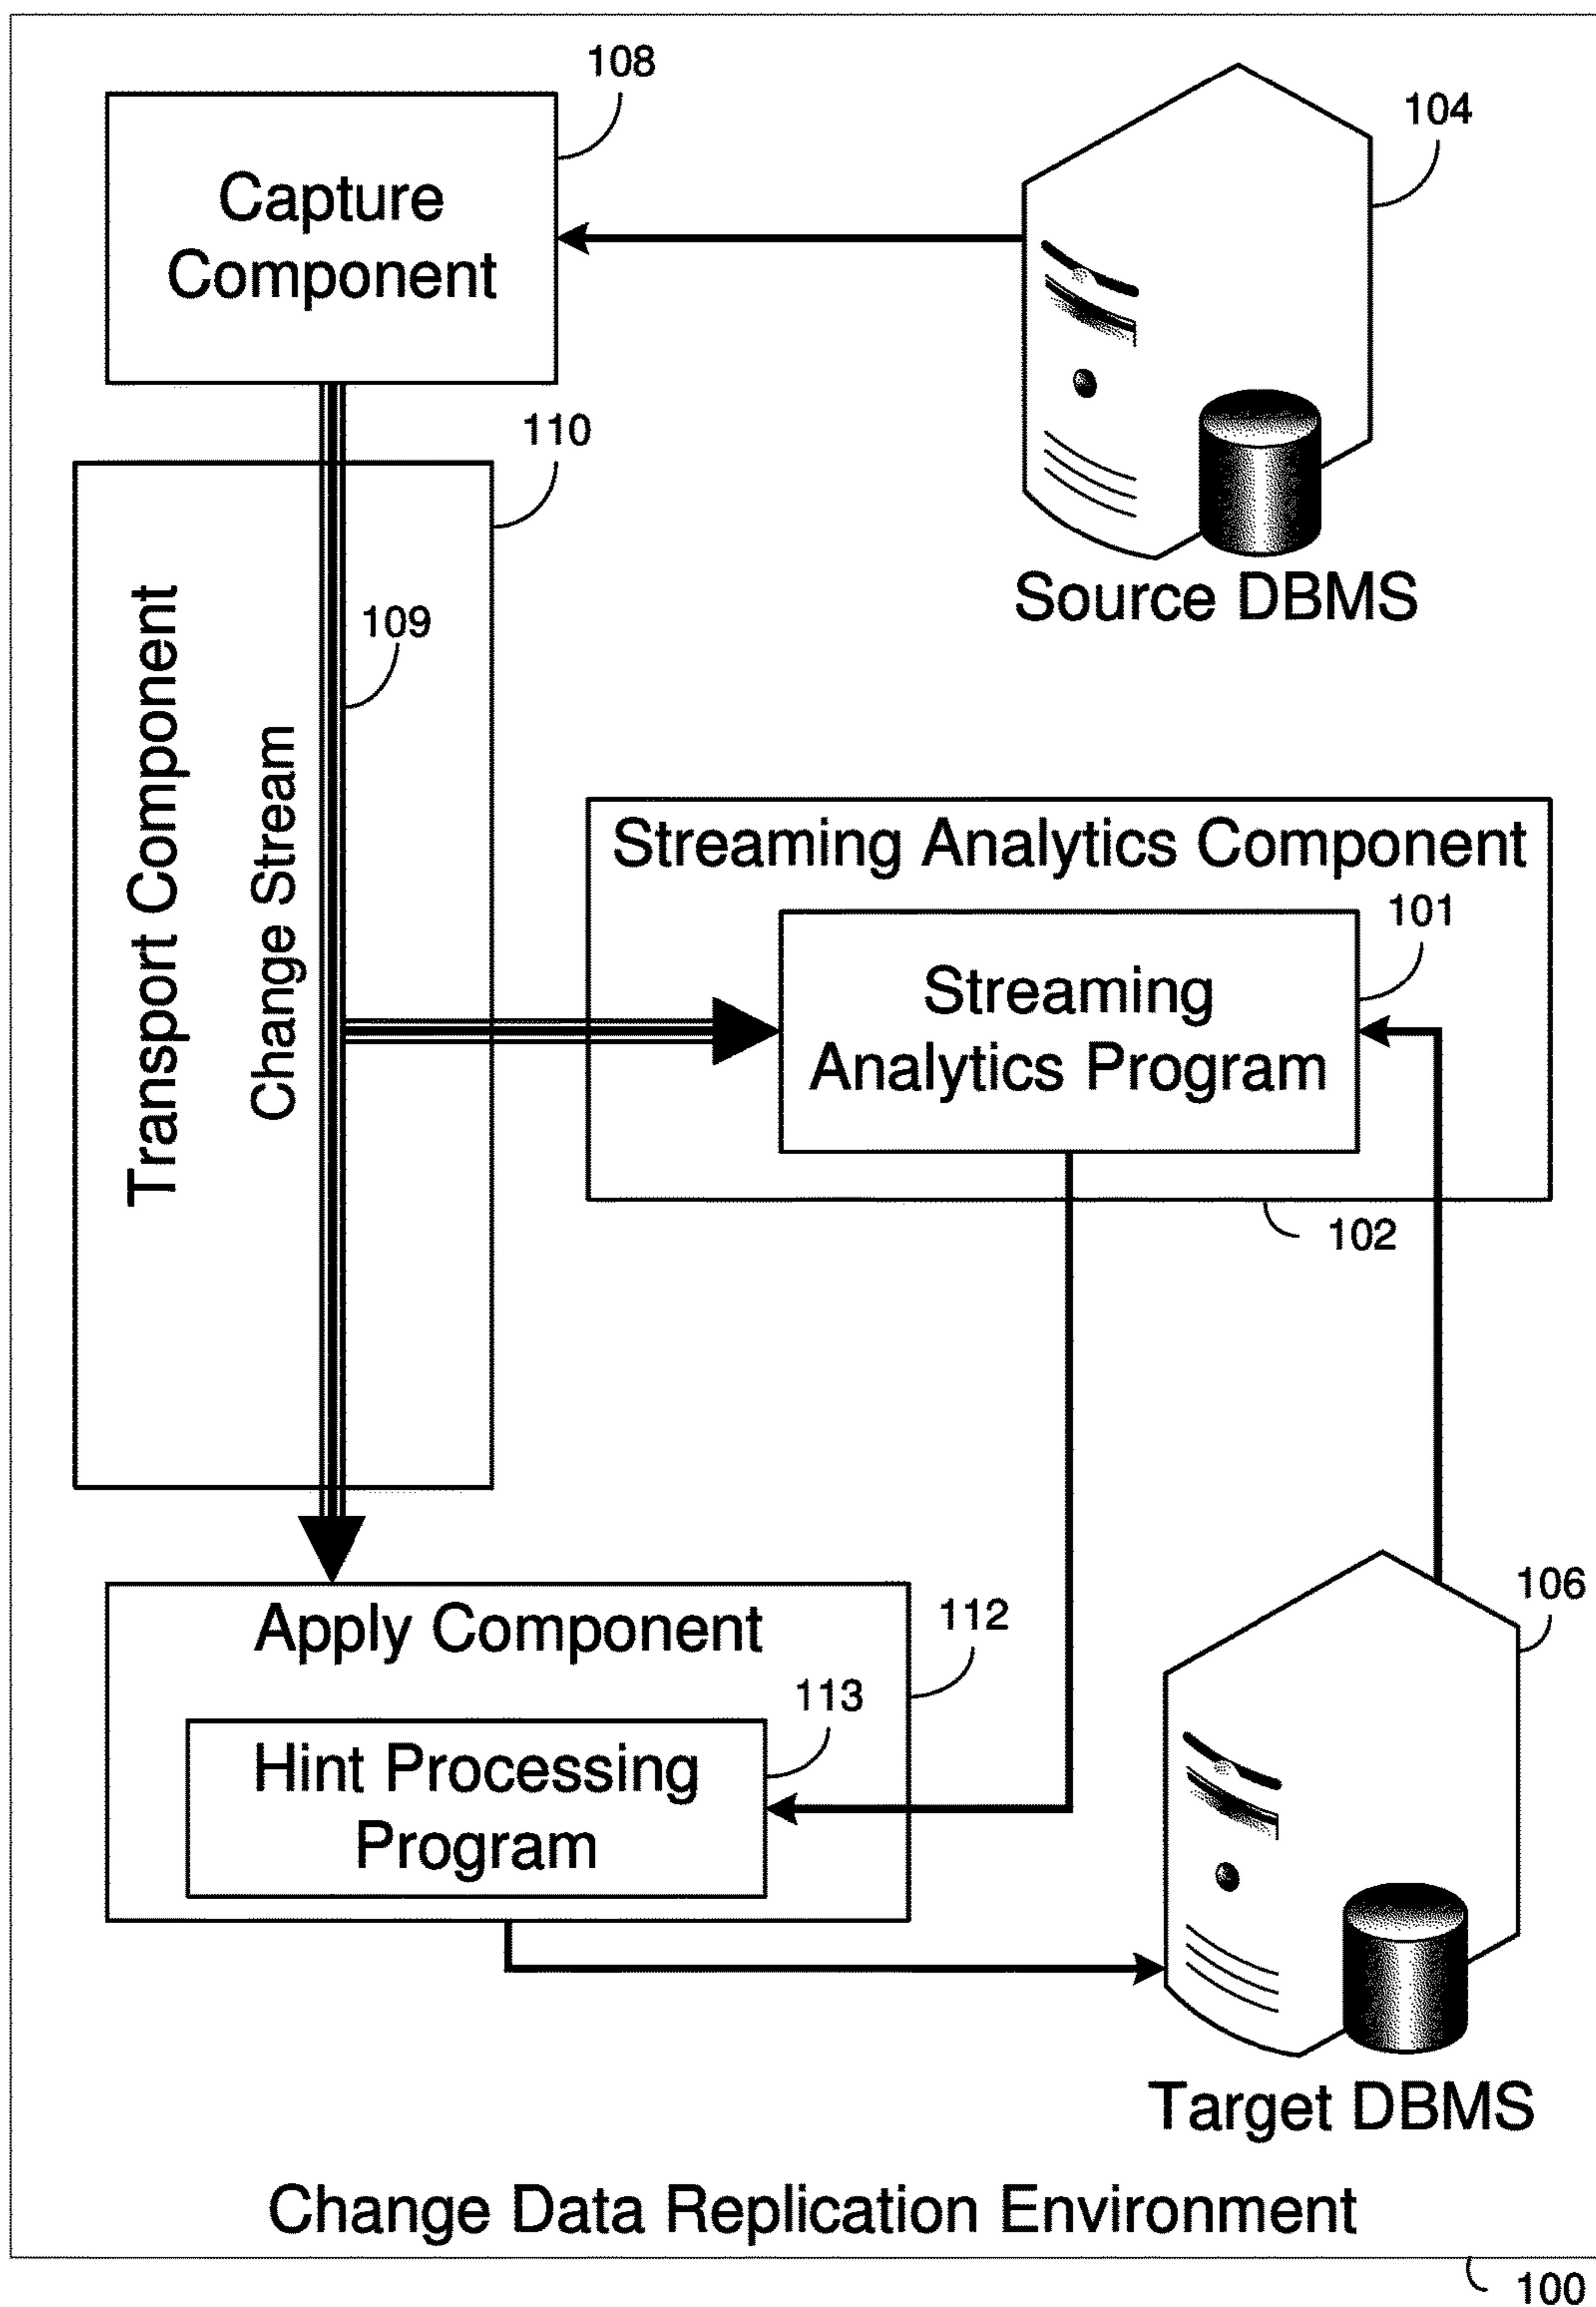 108
104
Capture
Component
Source DBMS
110
109
Transport Component
Change Stream
Streaming Analytics Component
101
Streaming
Analytics Program
102
106
Apply Component
112
113
Hint Processing
Program
Target DBMS
Change Data Replication Environment
100